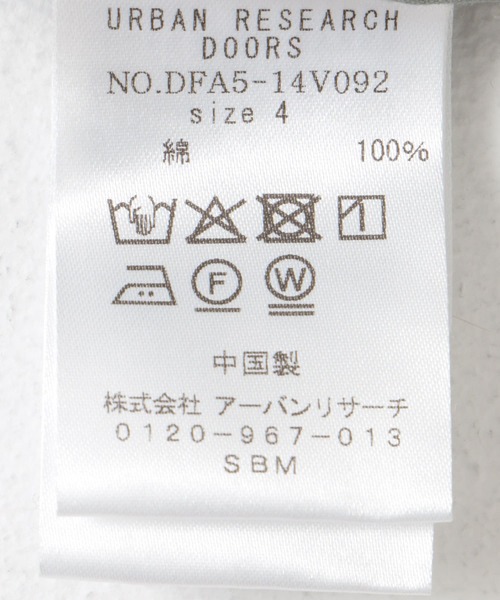 URBAN RESEARCH
DOORS
NO.DFA5-14V092
size 4
綿 100%
F W
中国製
株式会社 アーバンリサーチ
0120-967-013
SBM